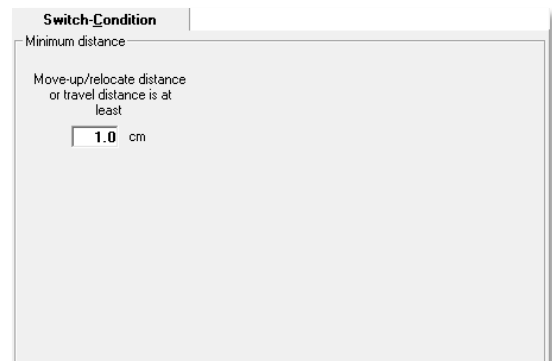 Switch-Condition
Minimum distance
Move-up/relocate distance
or travel distance is at
least
1.0 cm